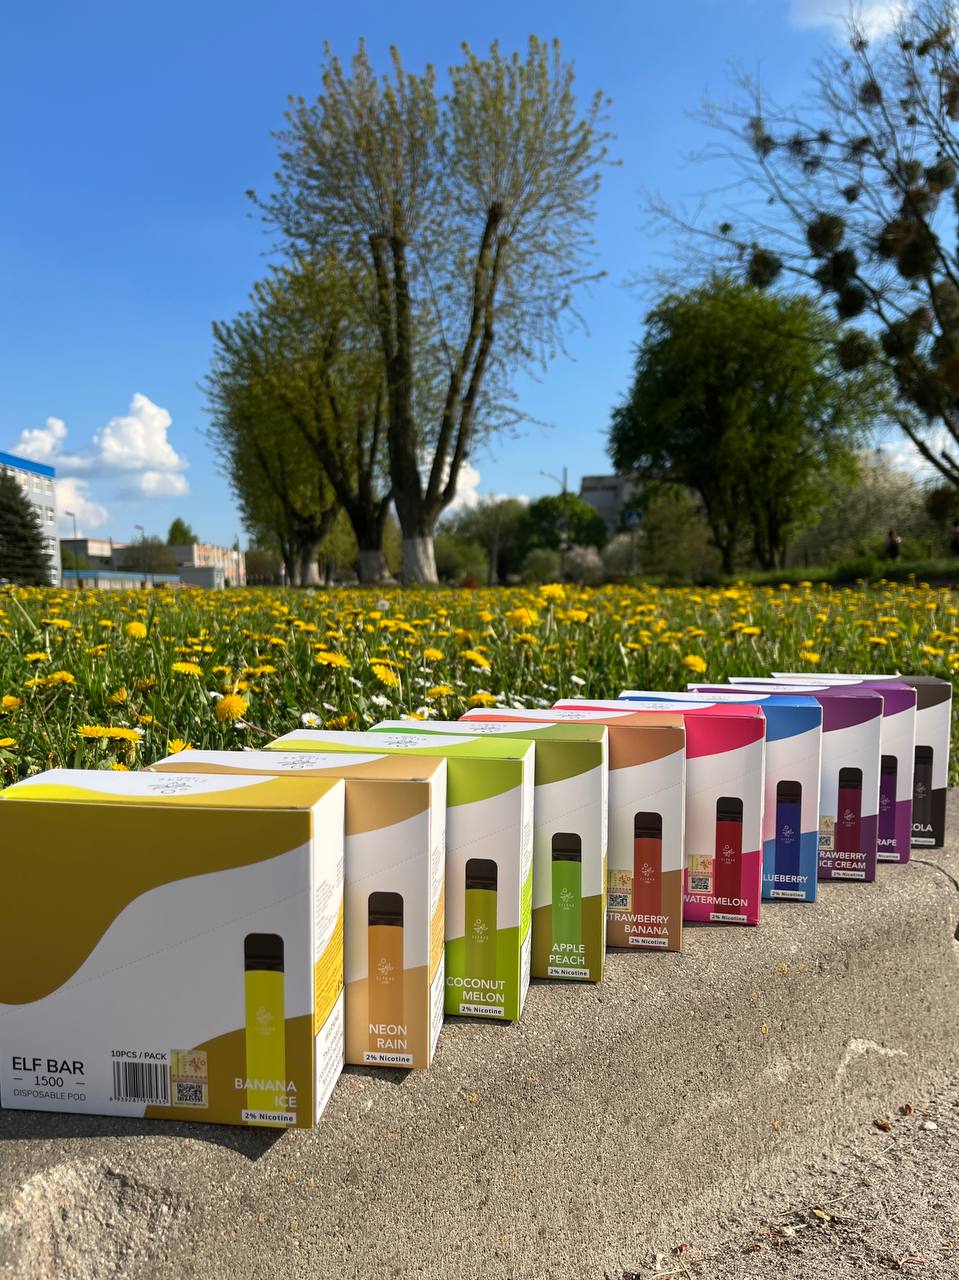 ELF BAR
1500
DISPOSABLE POD
10PCS / PACK
BANANA
ICE
2% Nicotine
NEON
RAIN
2% Nicotine
COCONUT
MELON
2% Nicotine
APPLE
PEACH
2% Nicotine
STRAWBERRY
BANANA
2% Nicotine
WATERMELON
2% Nicotine
LUEBERRY
2% Nicotine
TRAWBERRY
ICE CREAM
2% Nicotine
RAPE
COLA